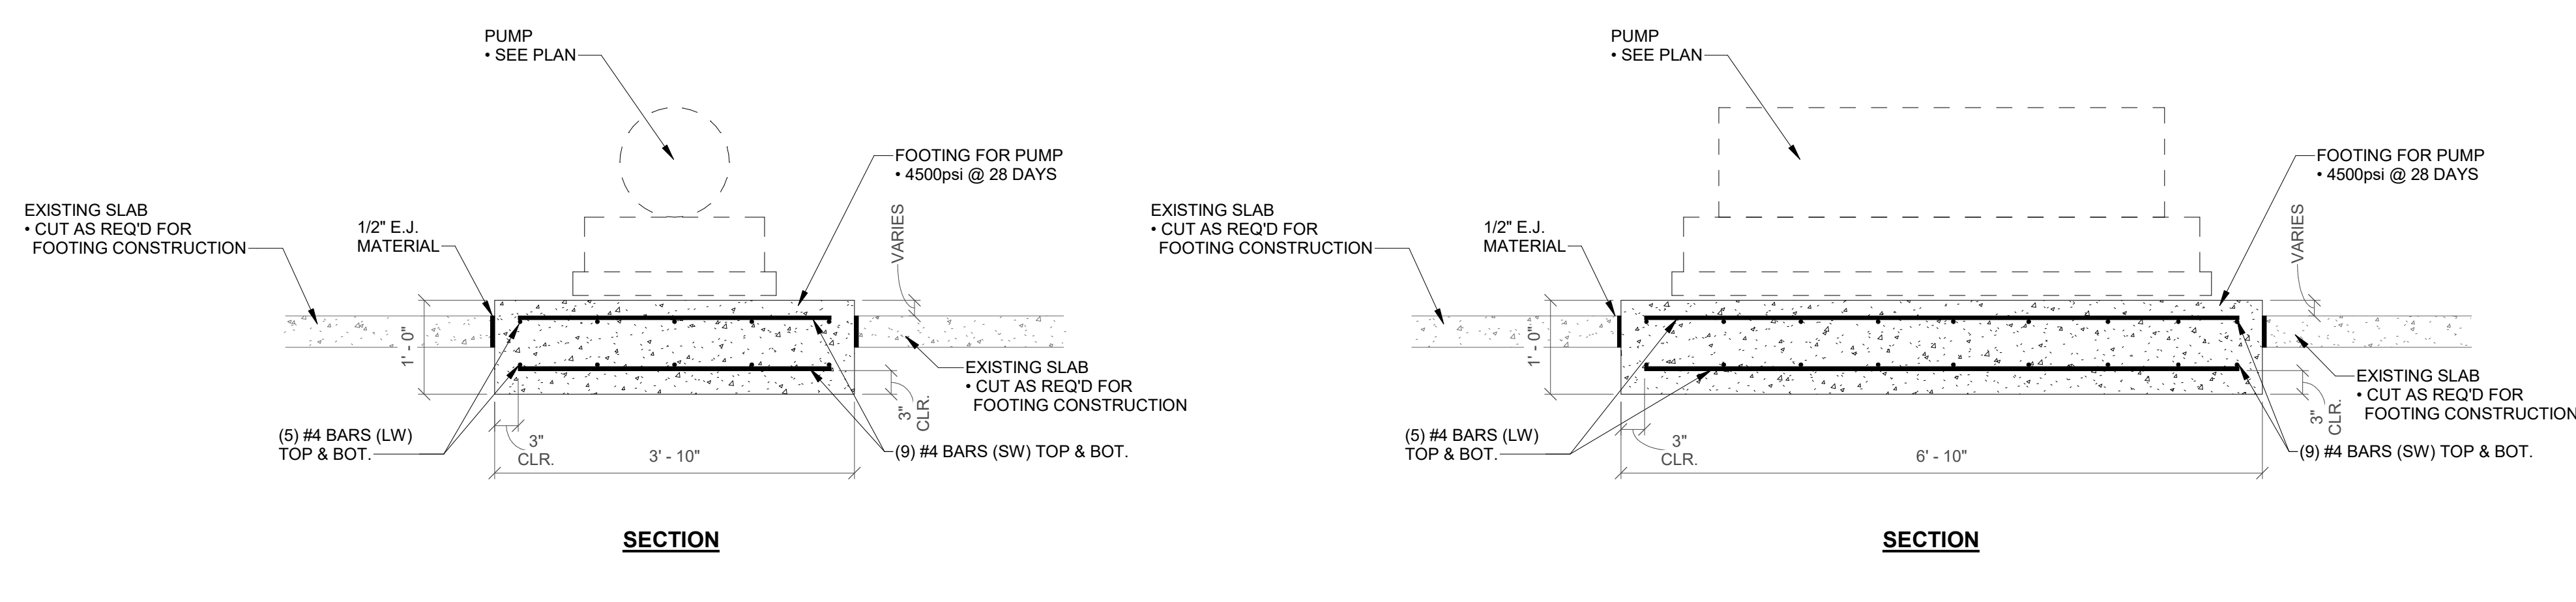 PUMP
• SEE PLAN
FOOTING FOR PUMP
• 4500psi @ 28 DAYS
EXISTING SLAB
• CUT AS REQ'D FOR
FOOTING CONSTRUCTION
1/2" E.J.
MATERIAL
VARIES
1' - 0"
EXISTING SLAB
• CUT AS REQ'D FOR
FOOTING CONSTRUCTION
3"
CLR.
(5) #4 BARS (LW)
TOP & BOT.
3"
CLR.
3' - 10"
(9) #4 BARS (SW) TOP & BOT.
SECTION
PUMP
• SEE PLAN
FOOTING FOR PUMP
• 4500psi @ 28 DAYS
EXISTING SLAB
• CUT AS REQ'D FOR
FOOTING CONSTRUCTION
1/2" E.J.
MATERIAL
VARIES
1' - 0"
EXISTING SLAB
• CUT AS REQ'D FOR
FOOTING CONSTRUCTION
3"
CLR.
(5) #4 BARS (LW)
TOP & BOT.
3"
CLR.
6' - 10"
(9) #4 BARS (SW) TOP & BOT.
SECTION